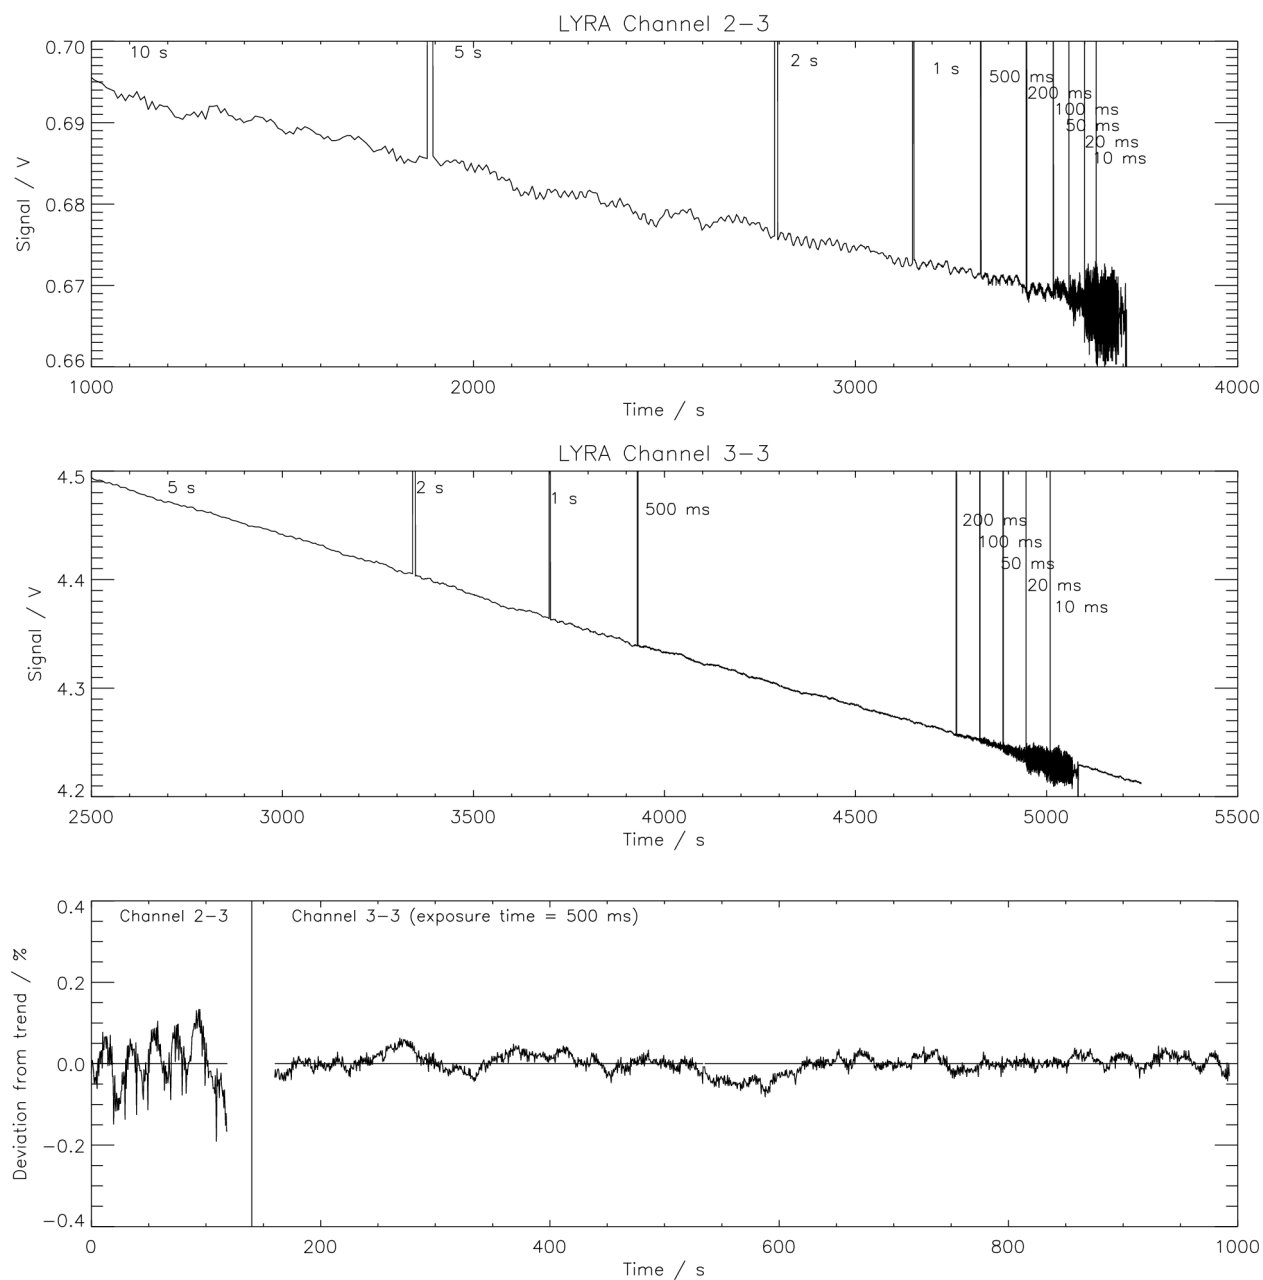 LYRA Channel 2-3
0.70
10 s
5 s
2 s
1 s
500 ms
200 ms
100 ms
50 ms
20 ms
10 ms
0.69
0.68
0.67
0.66
Signal / V
1000
2000
3000
4000
Time / s
LYRA Channel 3-3
4.5
5 s
2 s
1 s
500 ms
200 ms
100 ms
50 ms
20 ms
10 ms
4.4
4.3
4.2
Signal / V
2500
3000
3500
4000
4500
5000
5500
Time / s
0.4
Channel 2-3
Channel 3-3 (exposure time = 500 ms)
0.2
0.0
-0.2
-0.4
Deviation from trend / %
0
200
400
600
800
1000
Time / s